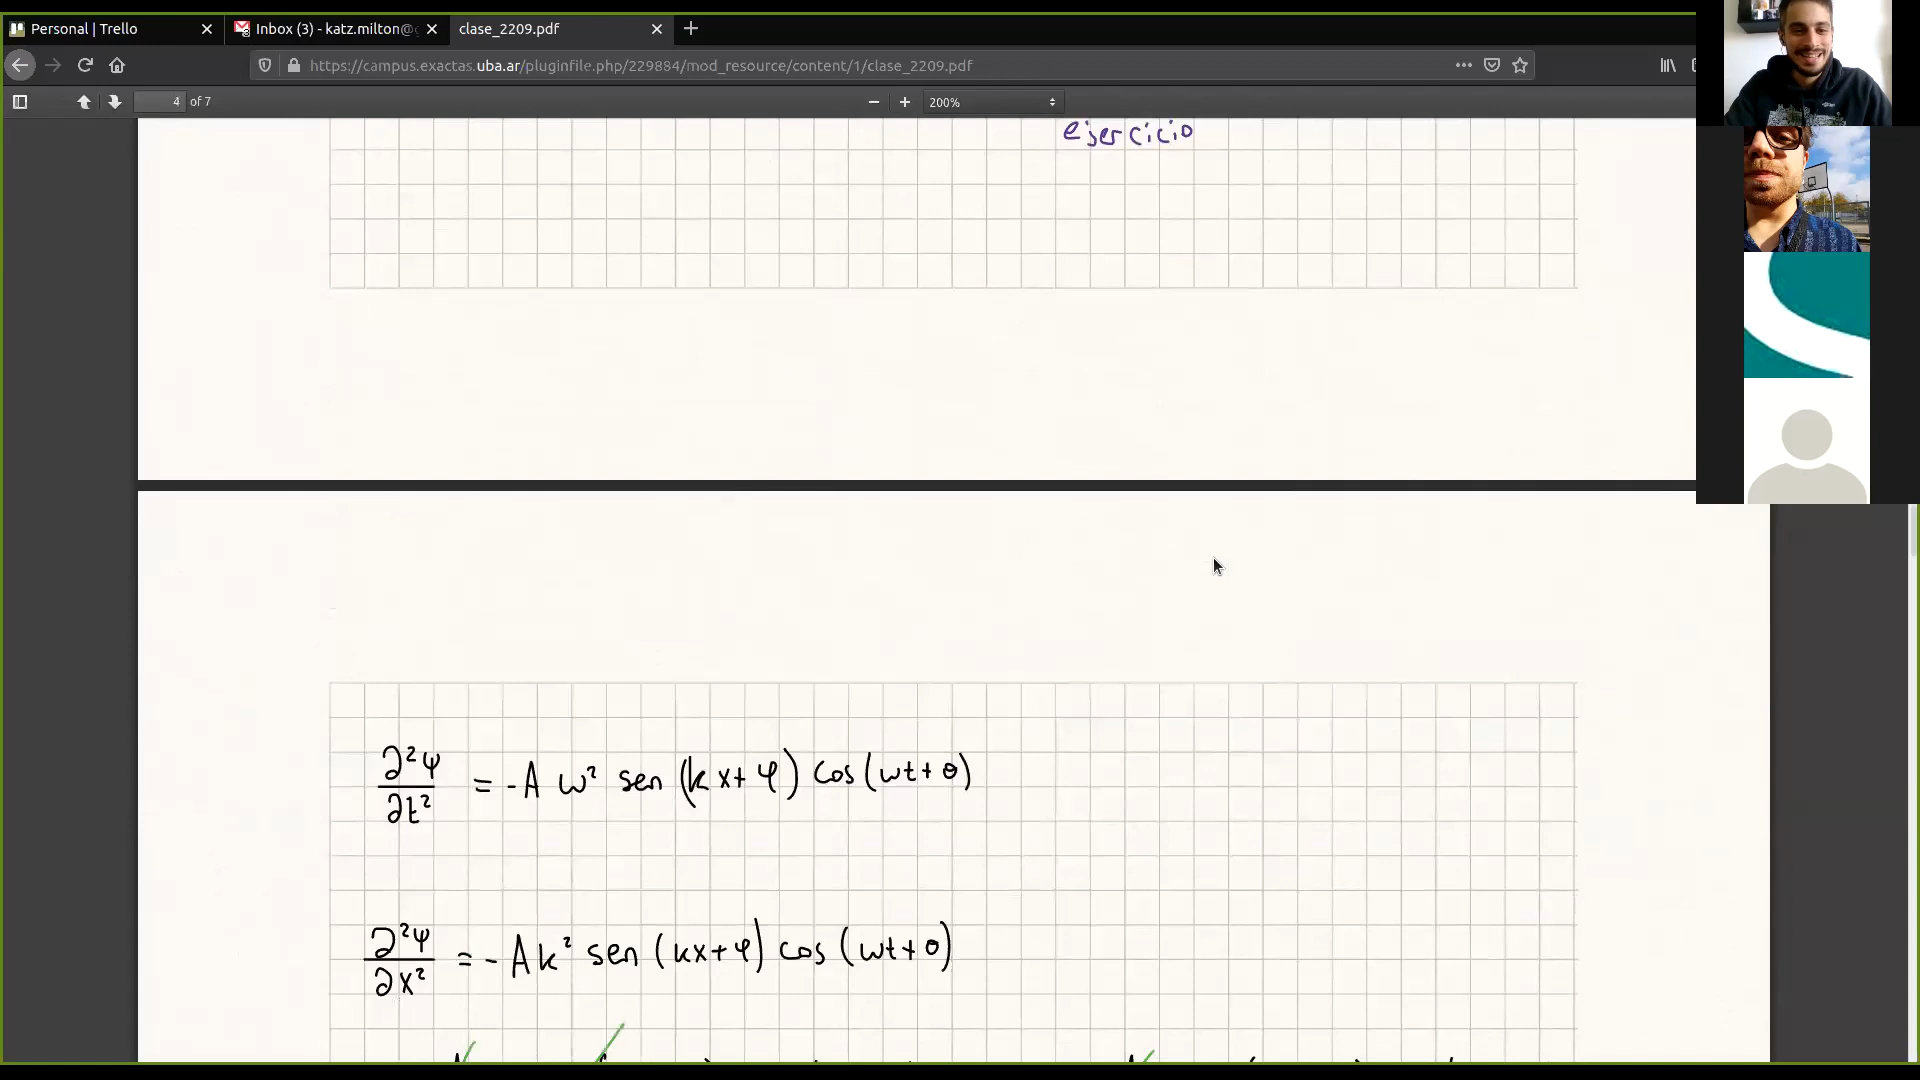 Personal | Trello
Inbox (3) - katz.milton@
clase_2209.pdf
https://campus.exactas.uba.ar/pluginfile.php/229884/mod_resource/content/1/clase_2209.pdf
4 of 7
200%
ejercicio
∂²ψ/∂t² = -A ω² sen (kx+φ) cos(ωt+θ)
∂²ψ/∂x² = -A k² sen (kx+φ) cos (ωt+θ)